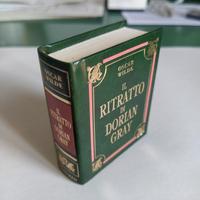 OSCAR
WILDE
IL
RITRATTO
DI
DORIAN
GRAY
OSCAR
WILDE
IL
RITRATTO
DI
DORIAN
GRAY